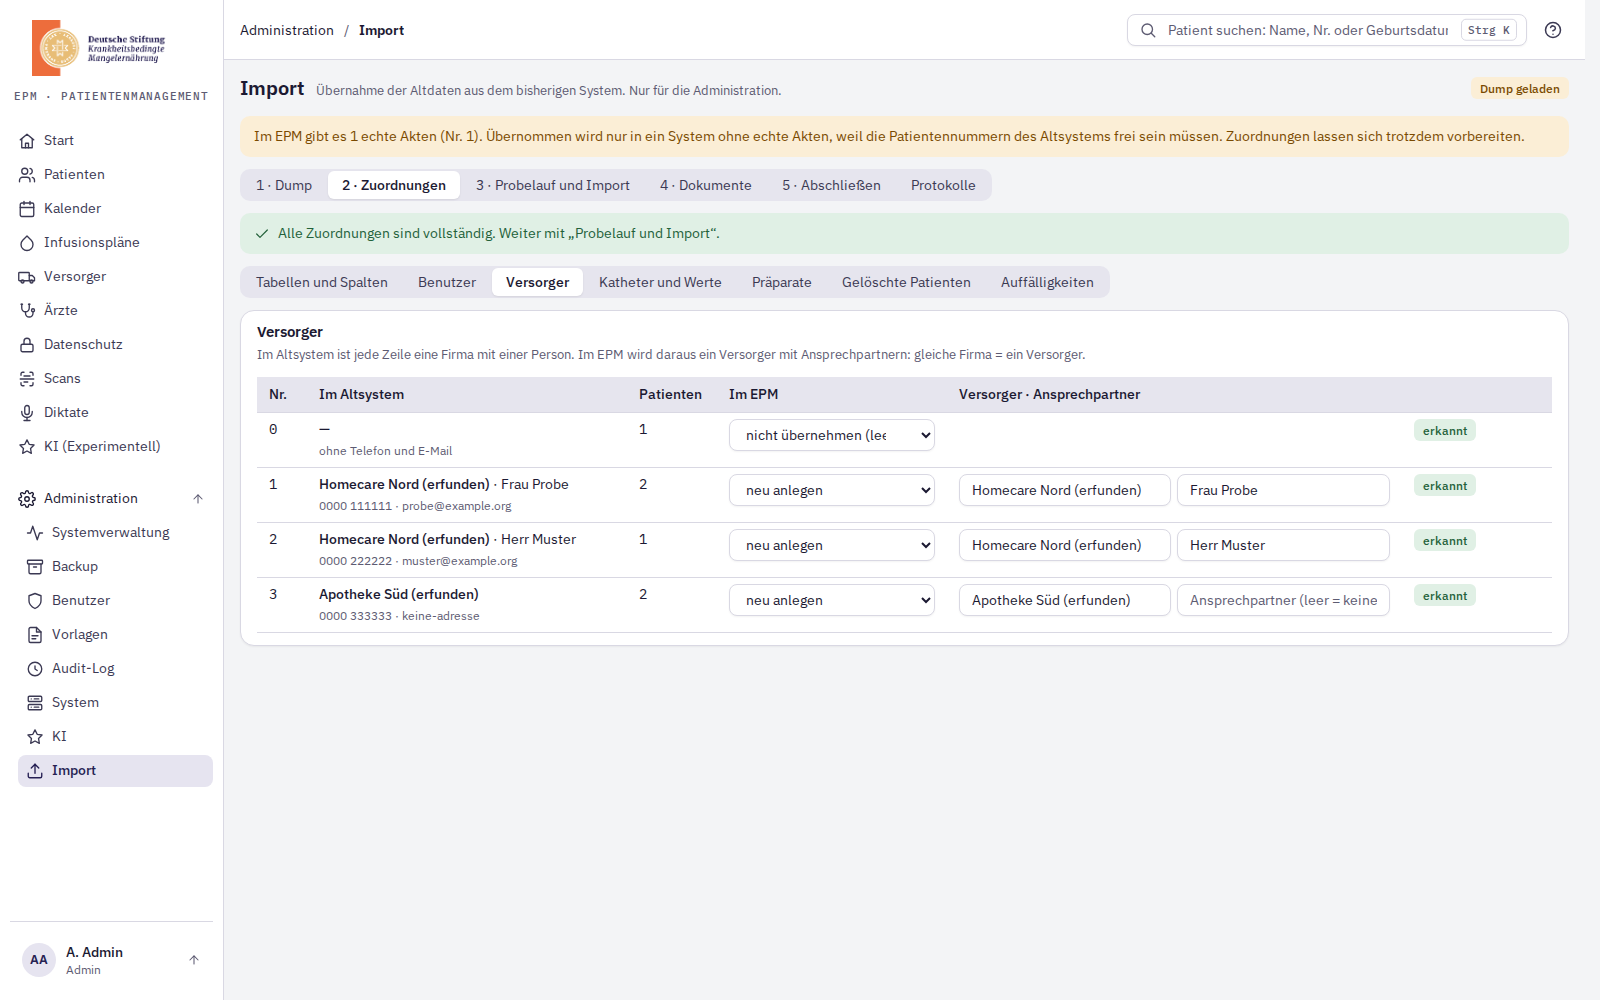 Deutsche Stiftung
Krankheitsbedingte
Mangelernährung
EPM · PATIENTENMANAGEMENT
Start
Patienten
Kalender
Infusionspläne
Versorger
Ärzte
Datenschutz
Scans
Diktate
KI (Experimentell)
Administration
Systemverwaltung
Backup
Benutzer
Vorlagen
Audit-Log
System
KI
Import
AA
A. Admin
Admin
Administration / Import
Patient suchen: Name, Nr. oder Geburtsdatur
Strg K
Import Übernahme der Altdaten aus dem bisherigen System. Nur für die Administration.
Dump geladen
Im EPM gibt es 1 echte Akten (Nr. 1). Übernommen wird nur in ein System ohne echte Akten, weil die Patientennummern des Altsystems frei sein müssen. Zuordnungen lassen sich trotzdem vorbereiten.
1 · Dump 2 · Zuordnungen 3 · Probelauf und Import 4 · Dokumente 5 · Abschließen Protokolle
Alle Zuordnungen sind vollständig. Weiter mit „Probelauf und Import“.
Tabellen und Spalten Benutzer Versorger Katheter und Werte Präparate Gelöschte Patienten Auffälligkeiten
Versorger
Im Altsystem ist jede Zeile eine Firma mit einer Person. Im EPM wird daraus ein Versorger mit Ansprechpartnern: gleiche Firma = ein Versorger.
Nr. Im Altsystem Patienten Im EPM Versorger · Ansprechpartner
0 — 1 nicht übernehmen (lee erkannt
ohne Telefon und E-Mail
1 Homecare Nord (erfunden) · Frau Probe 2 neu anlegen Homecare Nord (erfunden) Frau Probe erkannt
0000 111111 · probe@example.org
2 Homecare Nord (erfunden) · Herr Muster 1 neu anlegen Homecare Nord (erfunden) Herr Muster erkannt
0000 222222 · muster@example.org
3 Apotheke Süd (erfunden) 2 neu anlegen Apotheke Süd (erfunden) Ansprechpartner (leer = keine erkannt
0000 333333 · keine-adresse